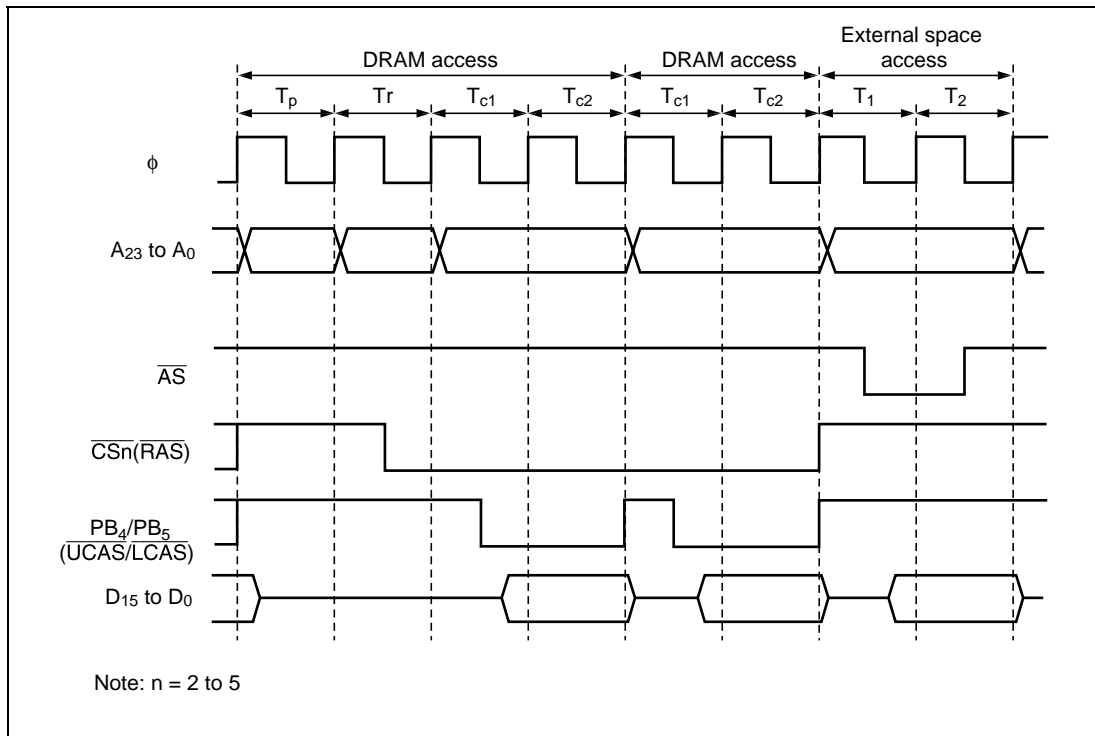 External space
access
DRAM access
DRAM access
Tp
Tr
Tc1
Tc2
Tc1
Tc2
T1
T2
ϕ
A23 to A0
AS
CSn(RAS)
PB4/PB5
(UCAS/LCAS)
D15 to D0
Note: n = 2 to 5